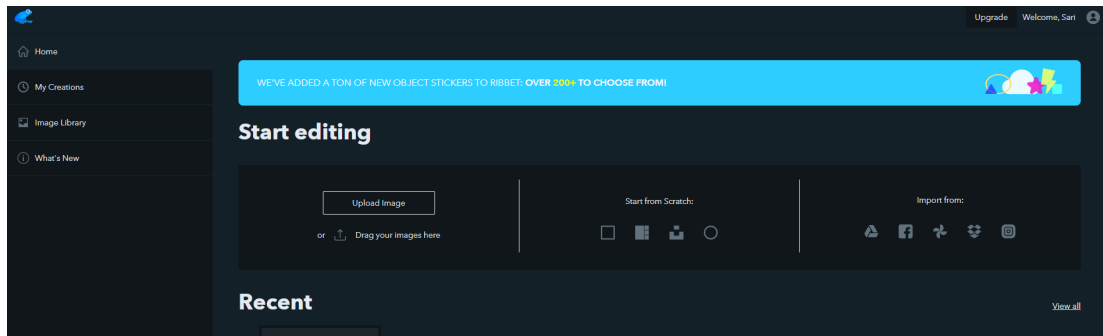 Upgrade Welcome, Sari
Home
My Creations
Image Library
What's New
WE'VE ADDED A TON OF NEW OBJECT STICKERS TO RIBBET: OVER 200+ TO CHOOSE FROM!
Start editing
Upload Image
or Drag your images here
Start from Scratch:
Import from:
Recent
View all